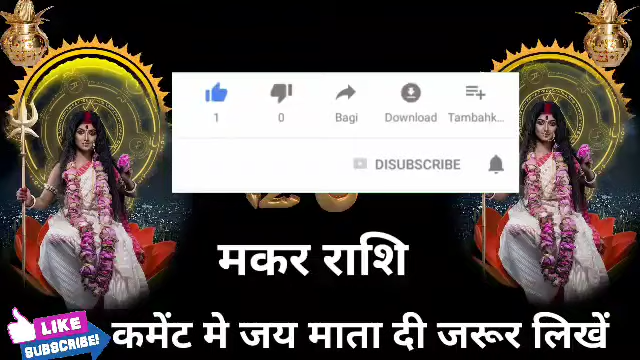 1 0 Bagi Download Tambahk...
DISUBSCRIBE
मकर राशि
LIKE
SUBSCRIBE!
कमेंट मे जय माता दी जरूर लिखें